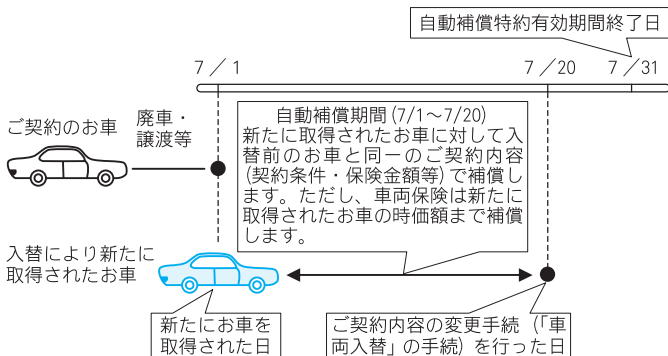 自動補償特約有効期間終了日
7／1
7／20
7／31
ご契約のお車
廃車・
譲渡等
自動補償期間(7/1～7/20)
新たに取得されたお車に対して入
替前のお車と同一のご契約内容
(契約条件・保険金額等)で補償
します。ただし、車両保険は新たに
取得されたお車の時価額まで補償
します。
入替により新たに
取得されたお車
新たにお車を
取得された日
ご契約内容の変更手続（「車
両入替」の手続）を行った日